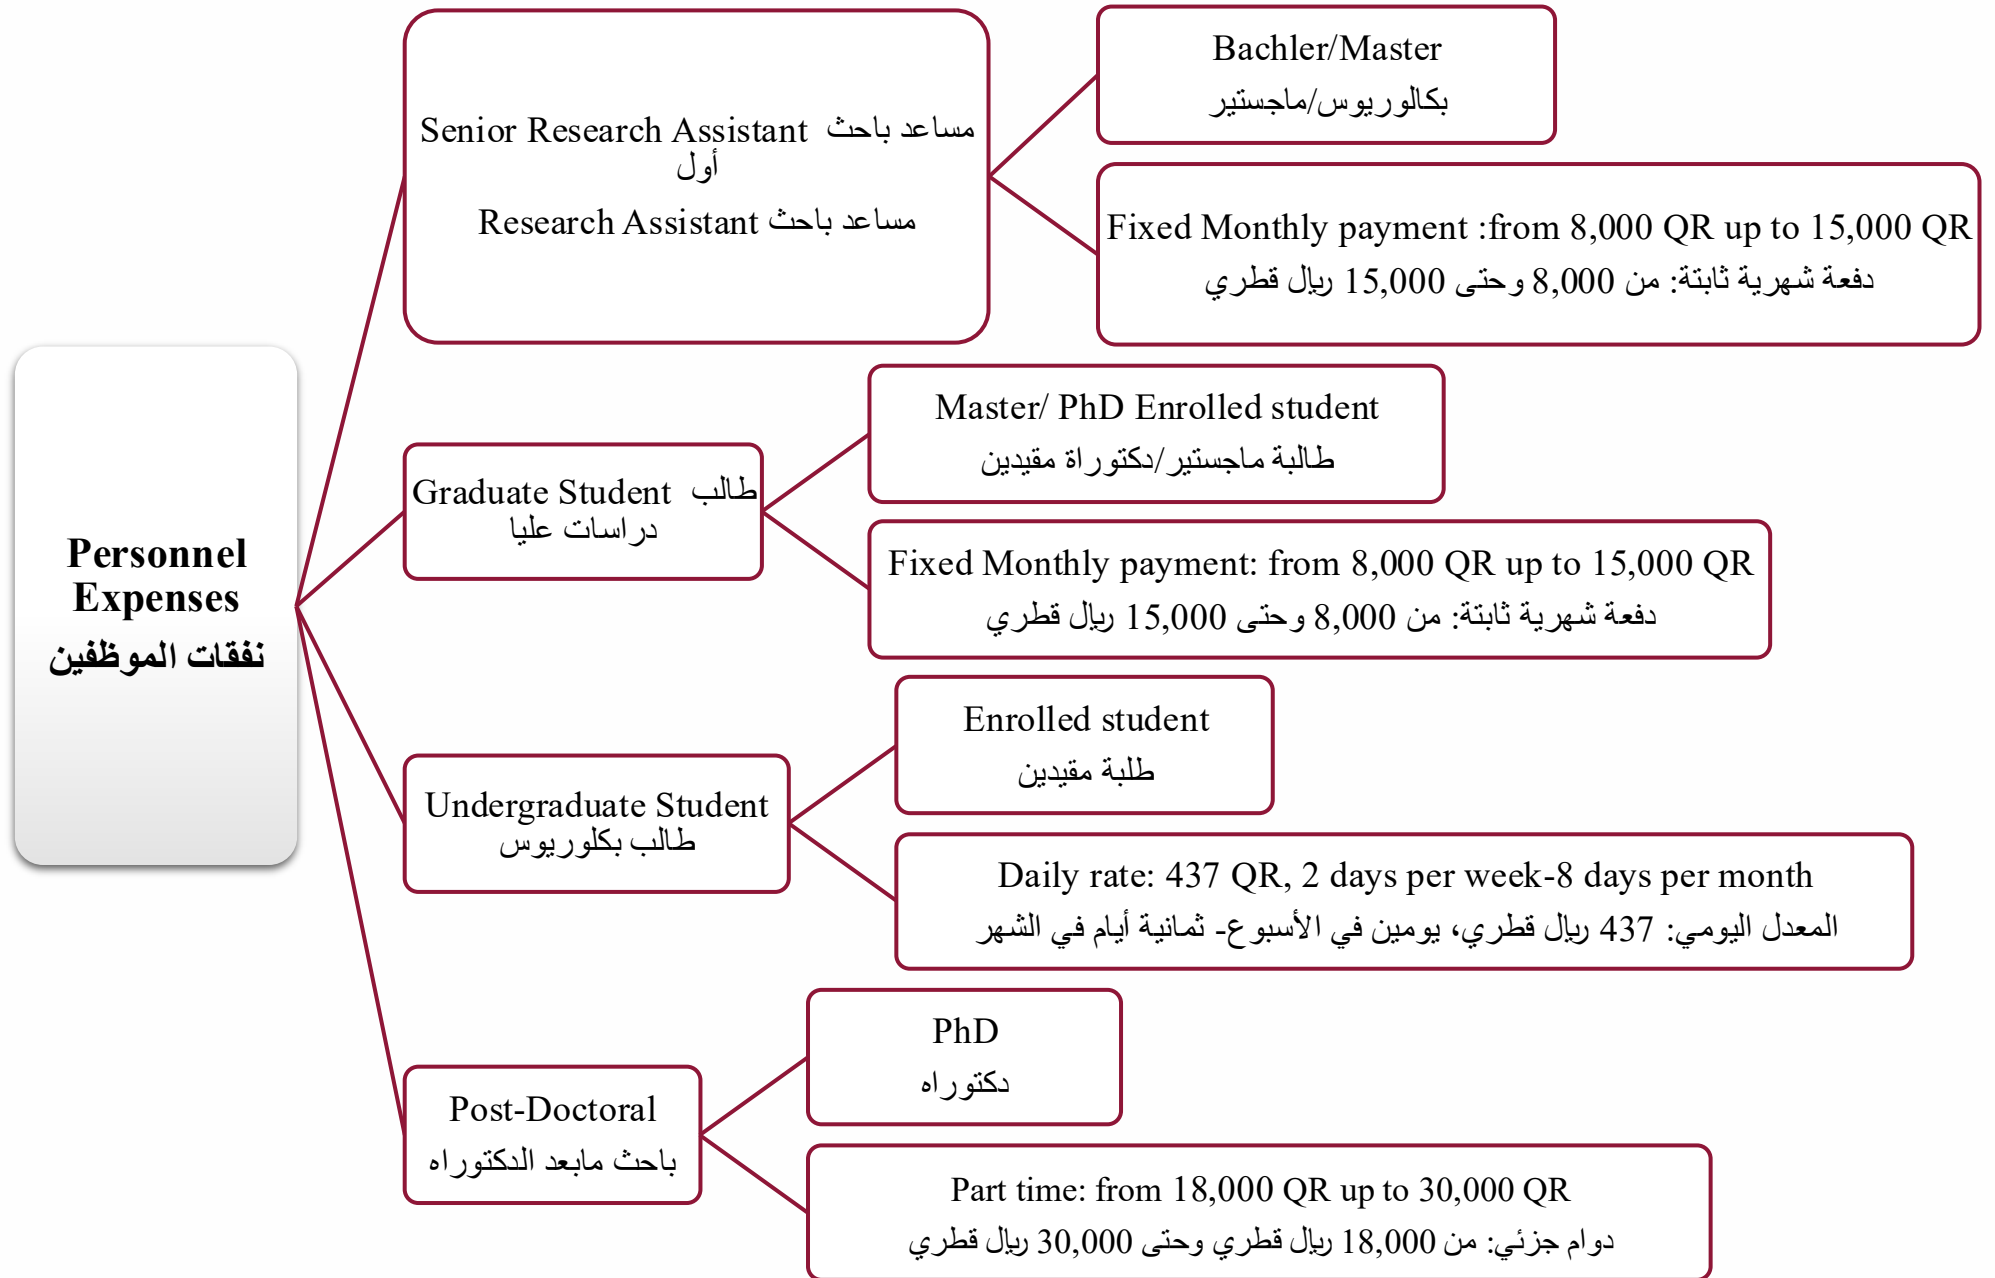 Personnel
Expenses
نفقات الموظفين
Senior Research Assistant مساعد باحث
أول
Research Assistant مساعد باحث
Bachler/Master
بكالوريوس/ماجستير
Fixed Monthly payment :from 8,000 QR up to 15,000 QR
دفعة شهرية ثابتة: من 8,000 وحتى 15,000 ريال قطري
Graduate Student طالب
دراسات عليا
Master/ PhD Enrolled student
طالبة ماجستير/دكتوراة مقيدين
Fixed Monthly payment: from 8,000 QR up to 15,000 QR
دفعة شهرية ثابتة: من 8,000 وحتى 15,000 ريال قطري
Undergraduate Student
طالب بكلوريوس
Enrolled student
طلبة مقيدين
Daily rate: 437 QR, 2 days per week-8 days per month
المعدل اليومي: 437 ريال قطري، يومين في الأسبوع- ثمانية أيام في الشهر
Post-Doctoral
باحث مابعد الدكتوراه
PhD
دكتوراه
Part time: from 18,000 QR up to 30,000 QR
دوام جزئي: من 18,000 ريال قطري وحتى 30,000 ريال قطري